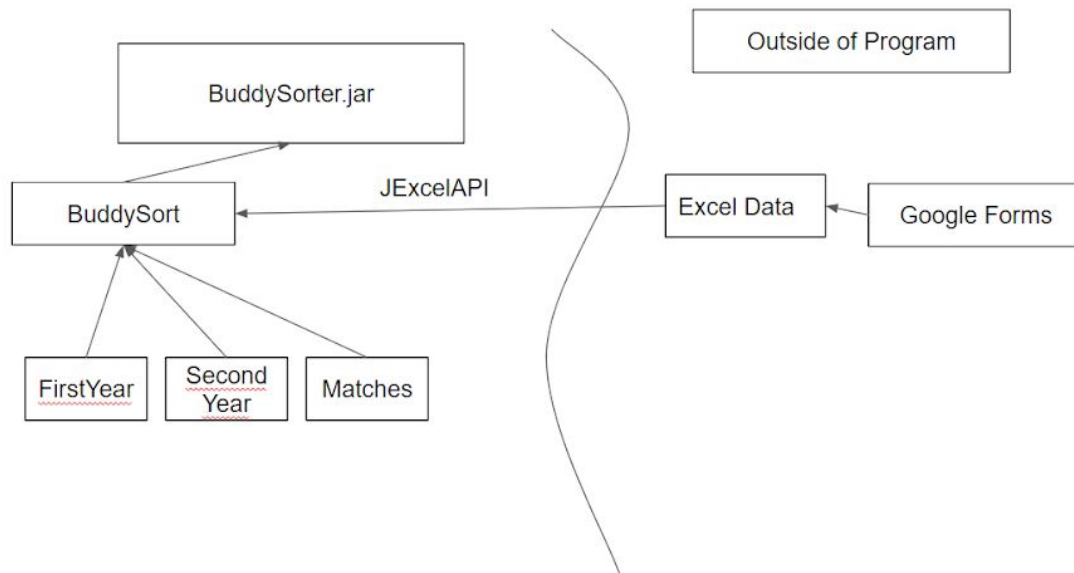 Outside of Program
BuddySorter.jar
JExcelAPI
BuddySort
Excel Data
Google Forms
FirstYear
Second
Year
Matches